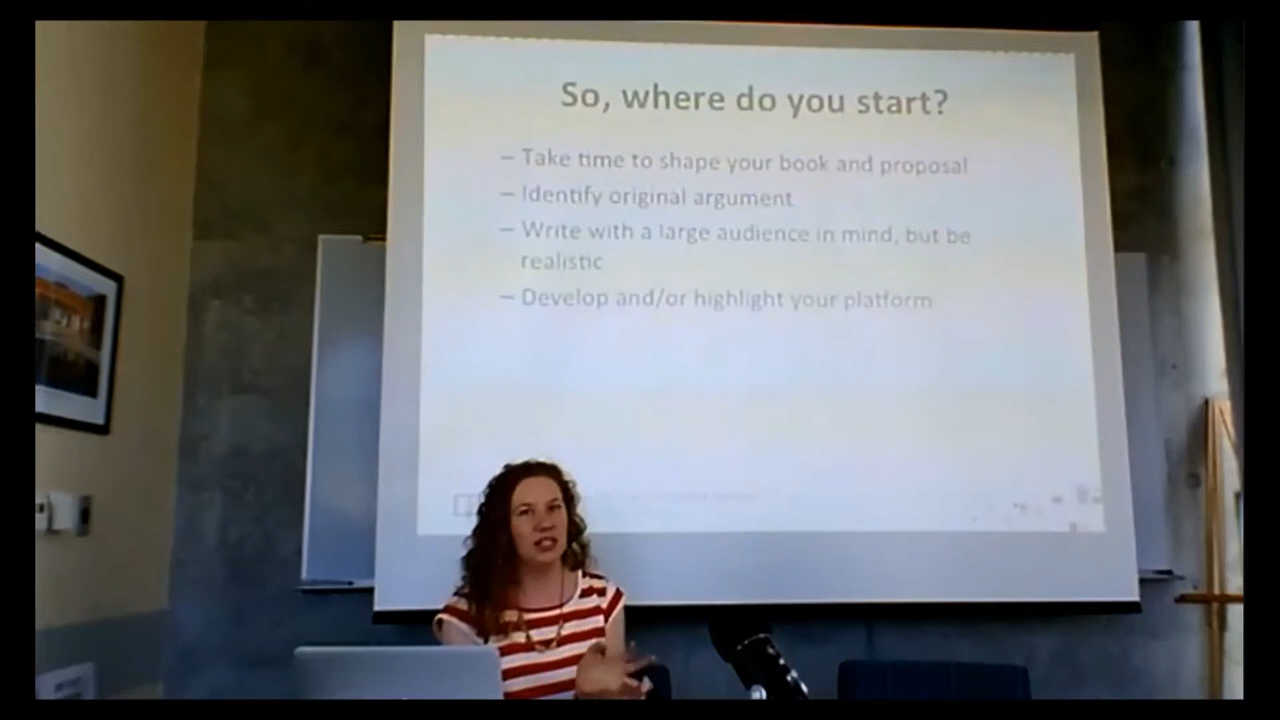 So, where do you start?
– Take time to shape your book and proposal
– Identify original argument
– Write with a large audience in mind, but be
realistic
– Develop and/or highlight your platform